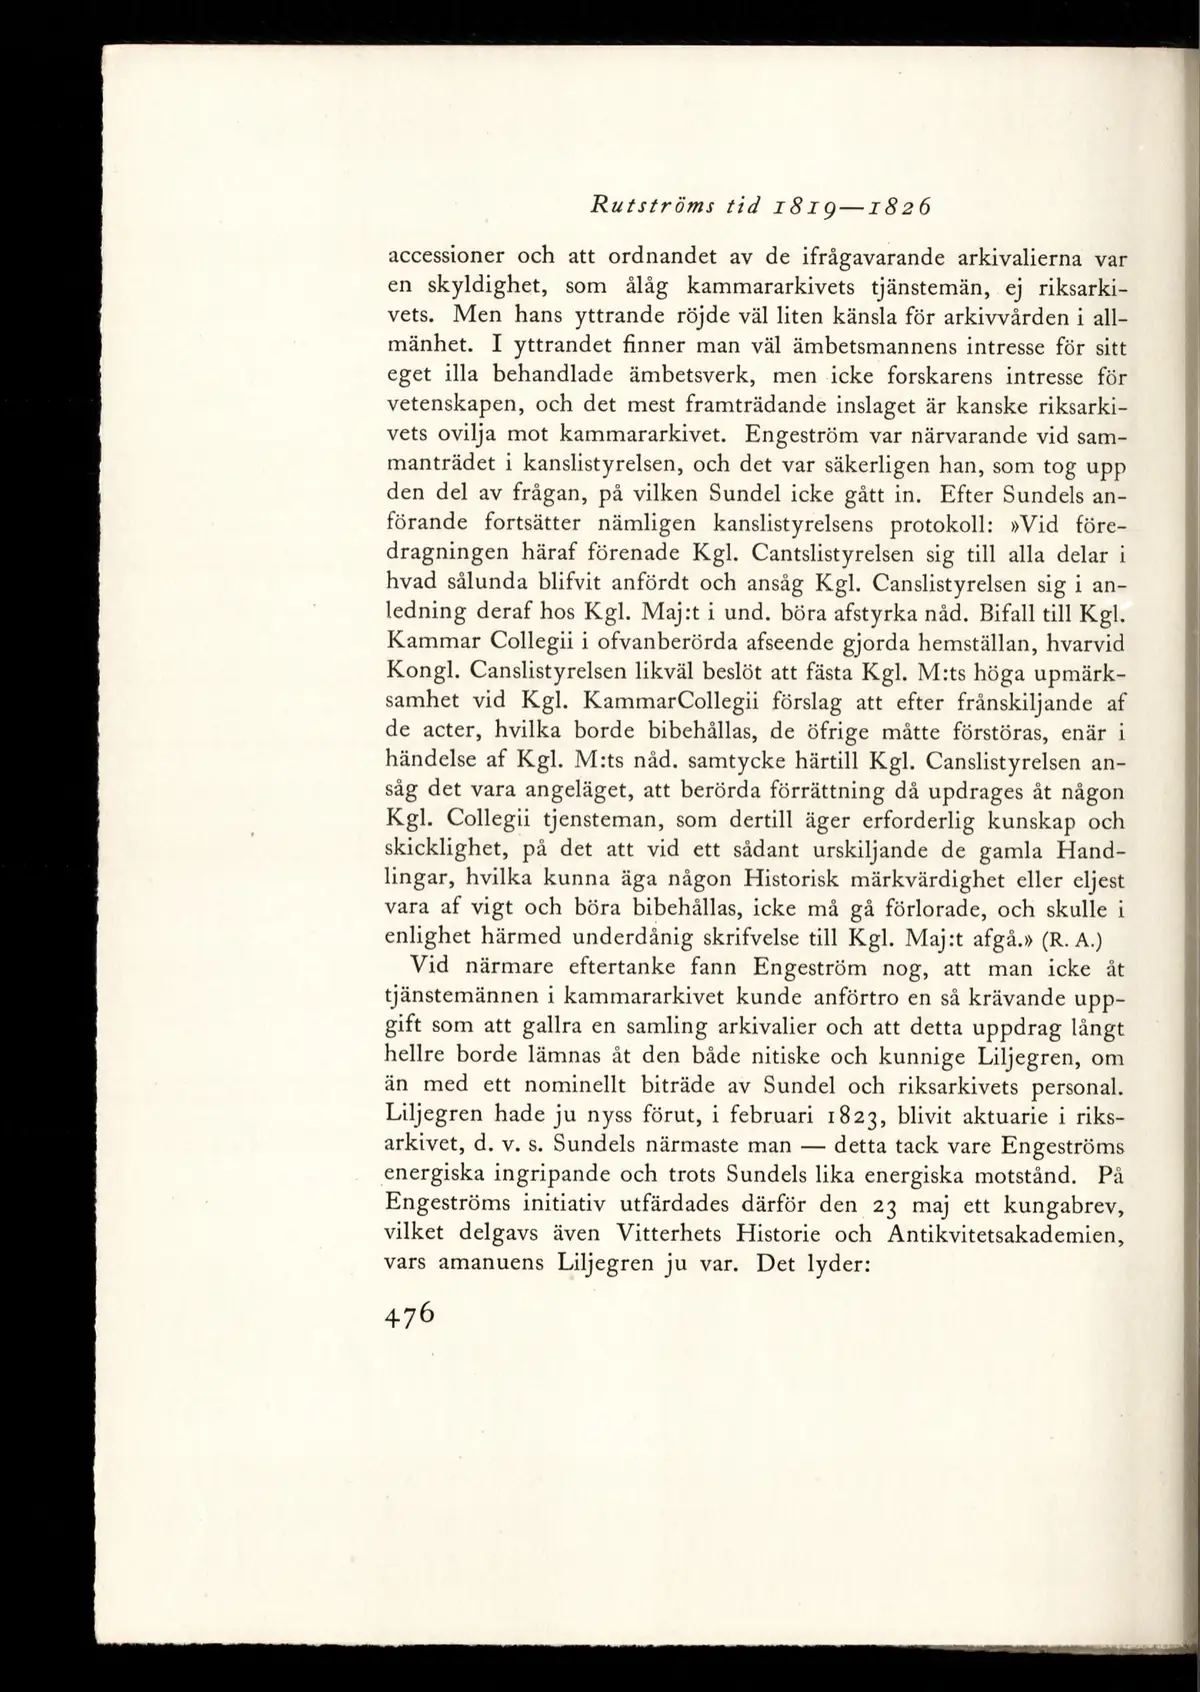 Rutströms tid 1819—1826
accessioner och att ordnandet av de ifrågavarande arkivalierna var
en skyldighet, som ålåg kammararkivets tjänstemän, ej riksarki-
vets. Men hans yttrande röjde väl liten känsla för arkivvården i all-
mänhet. I yttrandet finner man väl ämbetsmannens intresse för sitt
eget illa behandlade ämbetsverk, men icke forskarens intresse för
vetenskapen, och det mest framträdande inslaget är kanske riksarki-
vets ovilja mot kammararkivet. Engeström var närvarande vid sam-
manträdet i kanslistyrelsen, och det var säkerligen han, som tog upp
den del av frågan, på vilken Sundel icke gått in. Efter Sundels an-
förande fortsätter nämligen kanslistyrelsens protokoll: »Vid före-
dragningen häraf förenade Kgl. Cantslistyrelsen sig till alla delar i
hvad sålunda blifvit anfördt och ansåg Kgl. Canslistyrelsen sig i an-
ledning deraf hos Kgl. Maj:t i und. böra afstyrka nåd. Bifall till Kgl.
Kammar Collegii i ofvanberörda afseende gjorda hemställan, hvarvid
Kongl. Canslistyrelsen likväl beslöt att fästa Kgl. M:ts höga upmärk-
samhet vid Kgl. KammarCollegii förslag att efter frånskiljande af
de acter, hvilka borde bibehållas, de öfrige måtte förstöras, enär i
händelse af Kgl. M:ts nåd. samtycke härtill Kgl. Canslistyrelsen an-
såg det vara angeläget, att berörda förrättning då updrages åt någon
Kgl. Collegii tjensteman, som dertill äger erforderlig kunskap och
skicklighet, på det att vid ett sådant urskiljande de gamla Hand-
lingar, hvilka kunna äga någon Historisk märkvärdighet eller eljest
vara af vigt och böra bibehållas, icke må gå förlorade, och skulle i
enlighet härmed underdånig skrifvelse till Kgl. Maj:t afgå.» (R. A.)
Vid närmare eftertanke fann Engeström nog, att man icke åt
tjänstemännen i kammararkivet kunde anförtro en så krävande upp-
gift som att gallra en samling arkivalier och att detta uppdrag långt
hellre borde lämnas åt den både nitiske och kunnige Liljegren, om
än med ett nominellt biträde av Sundel och riksarkivets personal.
Liljegren hade ju nyss förut, i februari 1823, blivit aktuarie i riks-
arkivet, d. v. s. Sundels närmaste man — detta tack vare Engeströms
energiska ingripande och trots Sundels lika energiska motstånd. På
Engeströms initiativ utfärdades därför den 23 maj ett kungabrev,
vilket delgavs även Vitterhets Historie och Antikvitetsakademien,
vars amanuens Liljegren ju var. Det lyder:
476